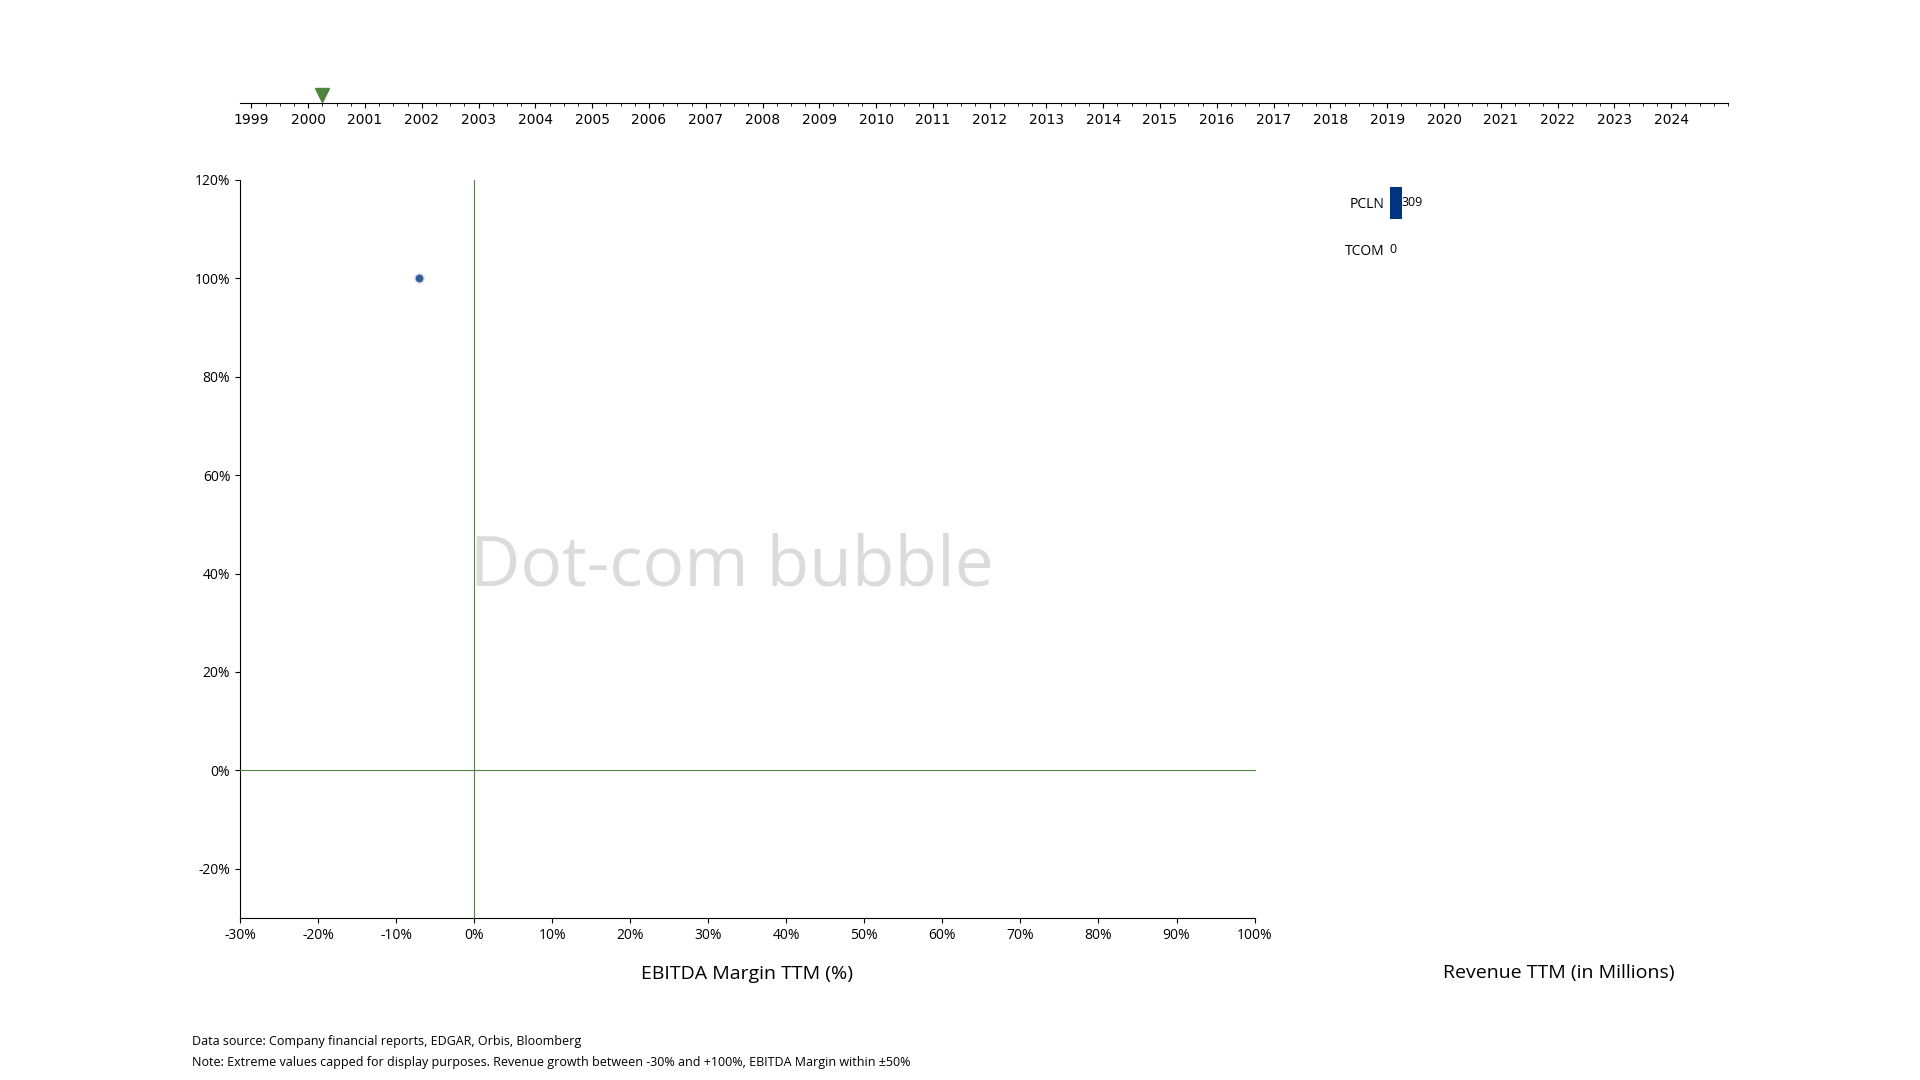 1999 2000 2001 2002 2003 2004 2005 2006 2007 2008 2009 2010 2011 2012 2013 2014 2015 2016 2017 2018 2019 2020 2021 2022 2023 2024
120%
100%
80%
60%
40%
20%
0%
-20%
Dot-com bubble
-30% -20% -10% 0% 10% 20% 30% 40% 50% 60% 70% 80% 90% 100%
EBITDA Margin TTM (%)
PCLN 309
TCOM 0
Revenue TTM (in Millions)
Data source: Company financial reports, EDGAR, Orbis, Bloomberg
Note: Extreme values capped for display purposes. Revenue growth between -30% and +100%, EBITDA Margin within ±50%